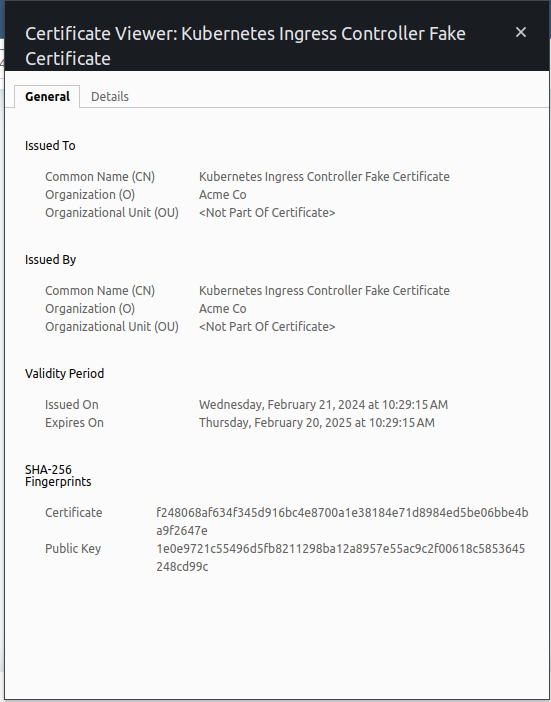 Certificate Viewer: Kubernetes Ingress Controller Fake
Certificate
General Details
Issued To
Common Name (CN) Kubernetes Ingress Controller Fake Certificate
Organization (O) Acme Co
Organizational Unit (OU) <Not Part Of Certificate>
Issued By
Common Name (CN) Kubernetes Ingress Controller Fake Certificate
Organization (O) Acme Co
Organizational Unit (OU) <Not Part Of Certificate>
Validity Period
Issued On Wednesday, February 21, 2024 at 10:29:15 AM
Expires On Thursday, February 20, 2025 at 10:29:15 AM
SHA-256
Fingerprints
Certificate f248068af634f345d916bc4e8700a1e38184e71d8984ed5be06bbe4b
a9f2647e
Public Key 1e0e9721c55496d5fb8211298ba12a8957e55ac9c2f00618c5853645
248cd99c